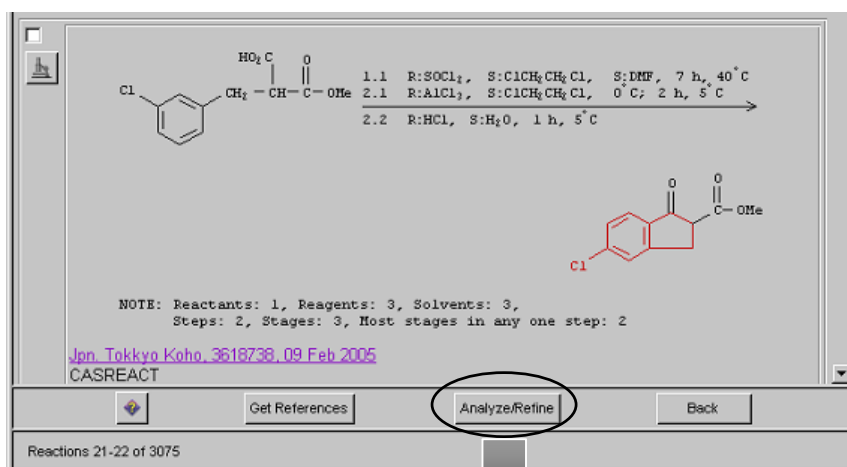 HO₂C O
Cl CH₂ — CH — C — OMe
1.1 R:SOCl₂, S:ClCH₂CH₂Cl, S:DMF, 7 h, 40°C
2.1 R:AlCl₃, S:ClCH₂CH₂Cl, 0°C; 2 h, 5°C
2.2 R:HCl, S:H₂O, 1 h, 5°C
O O
C — OMe
Cl
NOTE: Reactants: 1, Reagents: 3, Solvents: 3,
Steps: 2, Stages: 3, Most stages in any one step: 2
Jpn. Tokkyo Koho, 3618738, 09 Feb 2005
CASREACT
Get References Analyze/Refine Back
Reactions 21-22 of 3075